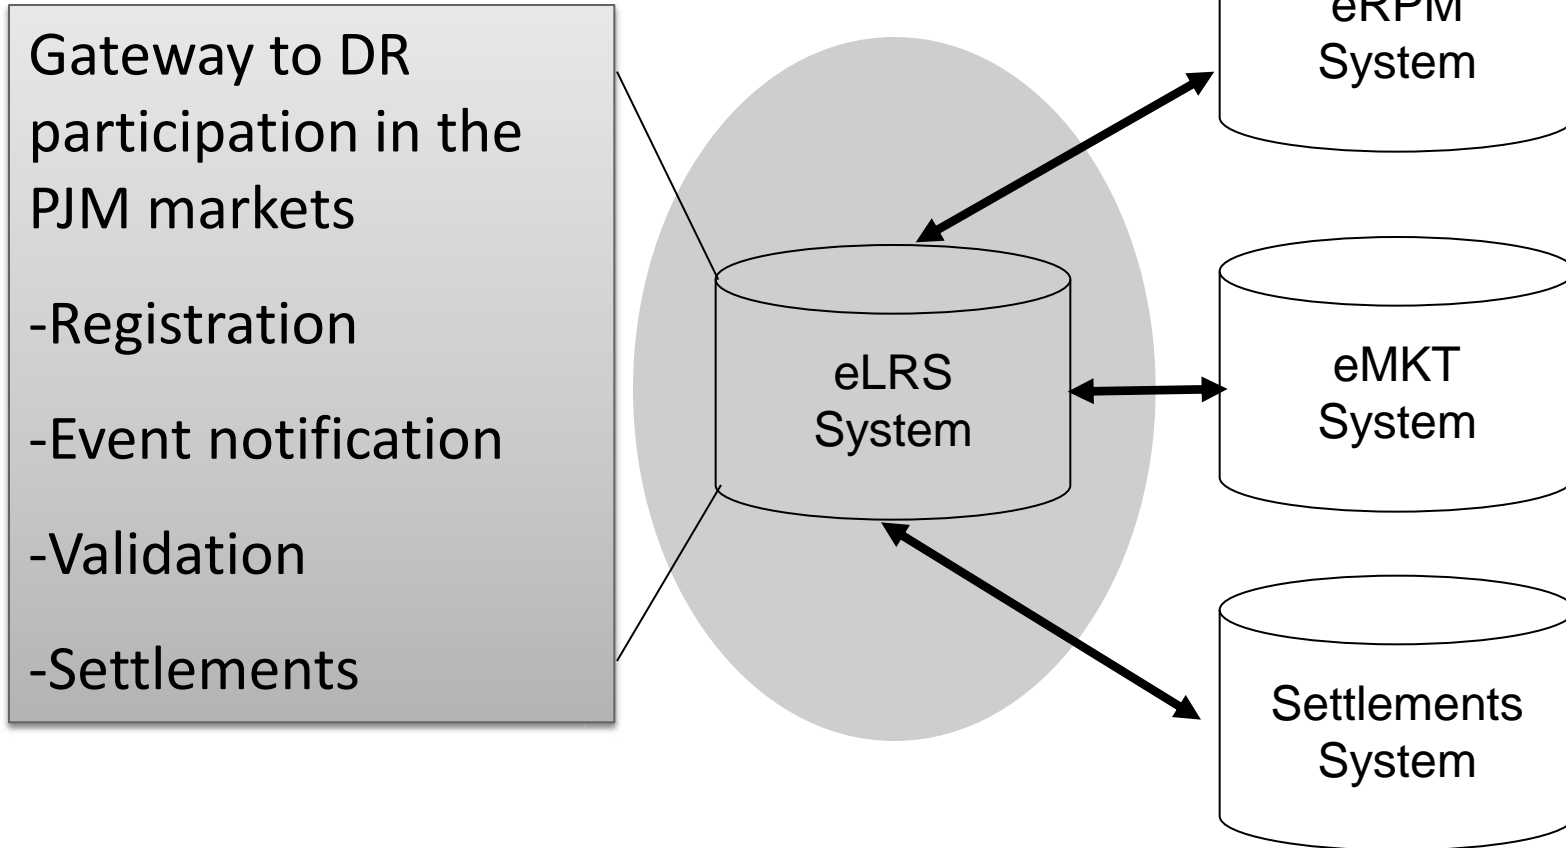 Gateway to DR
participation in the
PJM markets
-Registration
-Event notification
-Validation
-Settlements
eLRS
System
eRPM
System
eMKT
System
Settlements
System